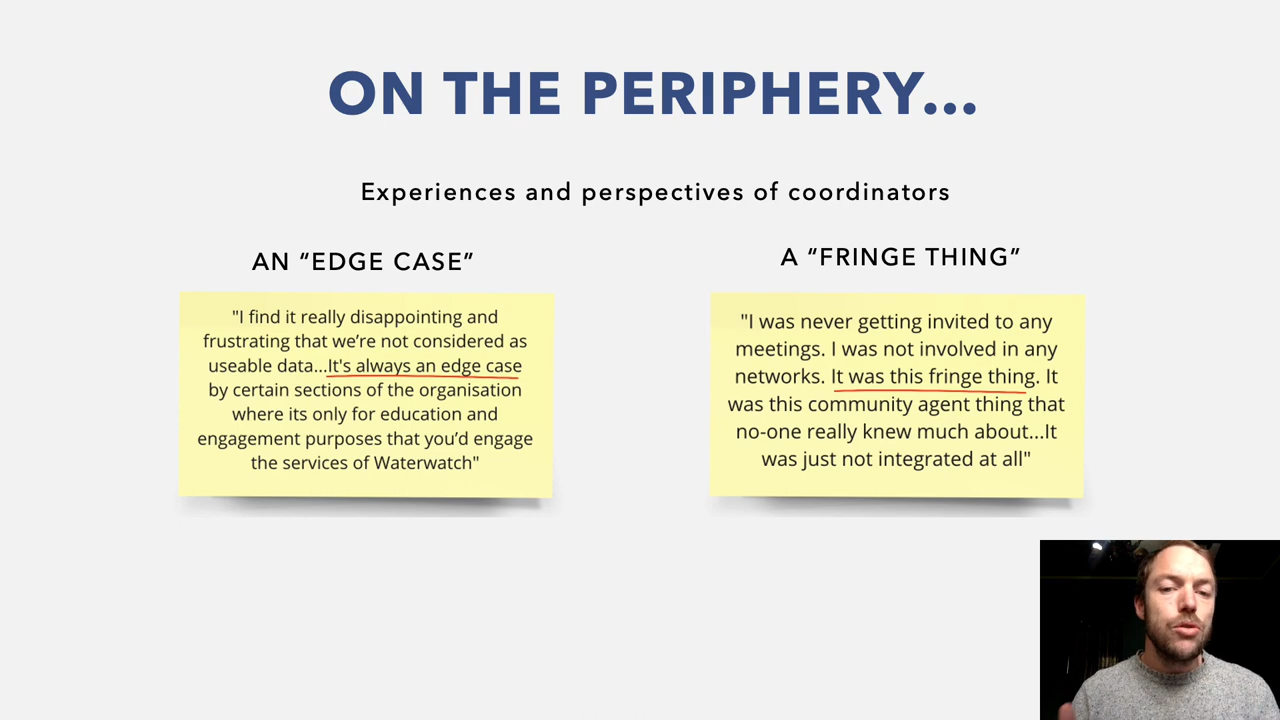 ON THE PERIPHERY...
Experiences and perspectives of coordinators
AN “EDGE CASE”
"I find it really disappointing and
frustrating that we’re not considered as
useable data...It's always an edge case
by certain sections of the organisation
where its only for education and
engagement purposes that you’d engage
the services of Waterwatch"
A “FRINGE THING”
"I was never getting invited to any
meetings. I was not involved in any
networks. It was this fringe thing. It
was this community agent thing that
no-one really knew much about...It
was just not integrated at all"